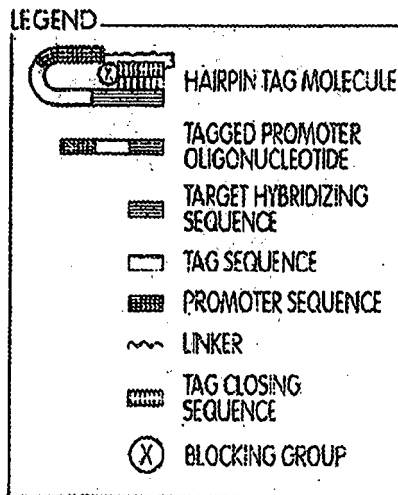 LEGEND
X HAIRPIN TAG MOLECULE
TAGGED PROMOTER
OLIGONUCLEOTIDE
TARGET HYBRIDIZING
SEQUENCE
TAG SEQUENCE
PROMOTER SEQUENCE
LINKER
TAG CLOSING
SEQUENCE
X BLOCKING GROUP